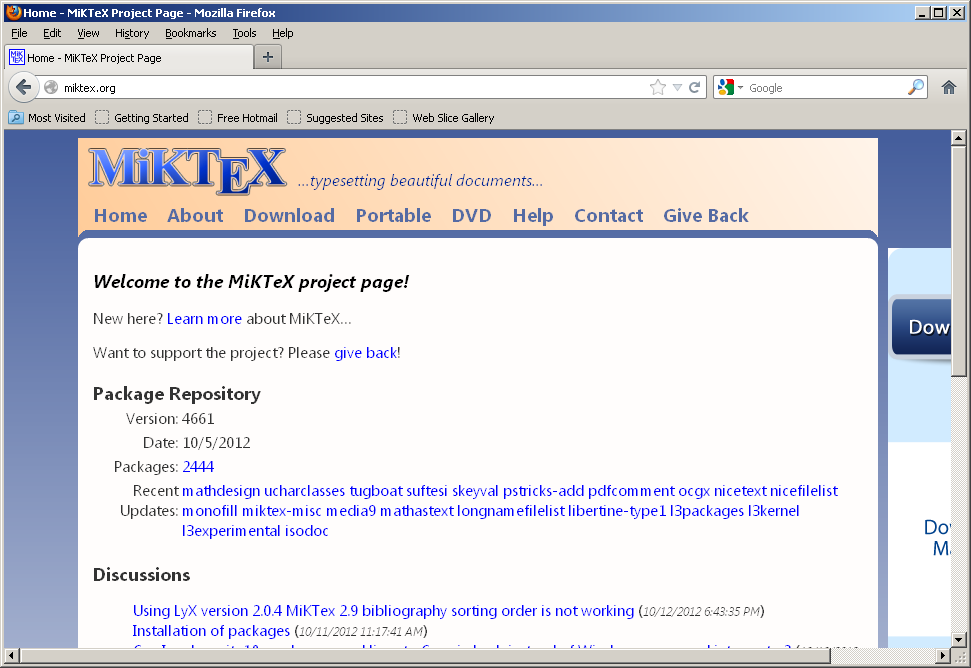 Home - MiKTeX Project Page - Mozilla Firefox
File Edit View History Bookmarks Tools Help
MiK TEX Home - MiKTeX Project Page
miktex.org Google
Most Visited Getting Started Free Hotmail Suggested Sites Web Slice Gallery
MiKTEX ...typesetting beautiful documents...
Home About Download Portable DVD Help Contact Give Back
Welcome to the MiKTeX project page!
New here? Learn more about MiKTeX...
Dow
Want to support the project? Please give back!
Package Repository
Version: 4661
Date: 10/5/2012
Packages: 2444
Recent Updates: mathdesign ucharclasses tugboat suftesi skeyval pstricks-add pdfcomment ocgx nicetext nicefilelist
monofill miktex-misc media9 mathastext longnamefilelist libertine-type1 l3packages l3kernel
l3experimental isodoc
Dov
Ma
Discussions
Using LyX version 2.0.4 MiKTex 2.9 bibliography sorting order is not working (10/12/2012 6:43:35 PM)
Installation of packages (10/11/2012 11:17:41 AM)